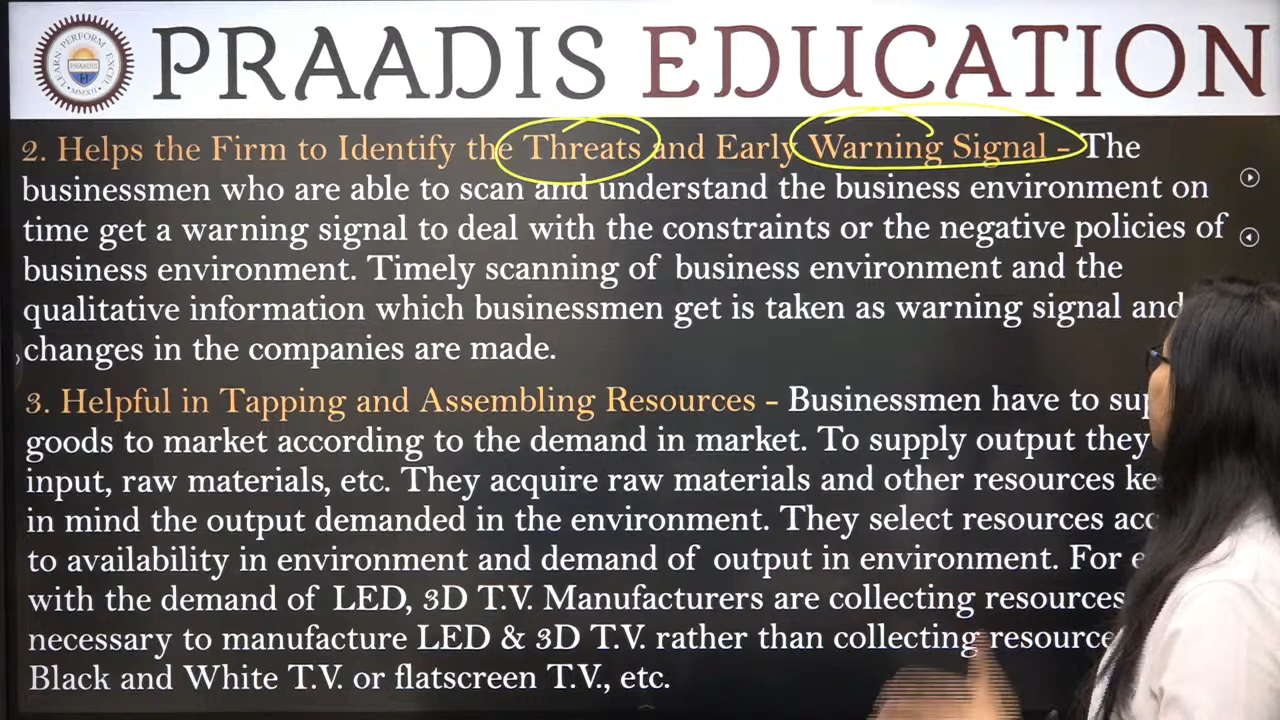 PRAADIS EDUCATION
LEARN PERFORM EXCEL
PRAADIS
MMXII
2. Helps the Firm to Identify the Threats and Early Warning Signal - The
businessmen who are able to scan and understand the business environment on
time get a warning signal to deal with the constraints or the negative policies of
business environment. Timely scanning of business environment and the
qualitative information which businessmen get is taken as warning signal and
changes in the companies are made.
3. Helpful in Tapping and Assembling Resources - Businessmen have to
goods to market according to the demand in market. To supply output they
input, raw materials, etc. They acquire raw materials and other resources
in mind the output demanded in the environment. They select resources
to availability in environment and demand of output in environment. For
with the demand of LED, 3D T.V. Manufacturers are collecting resources
necessary to manufacture LED & 3D T.V. rather than collecting
Black and White T.V. or flatscreen T.V., etc.